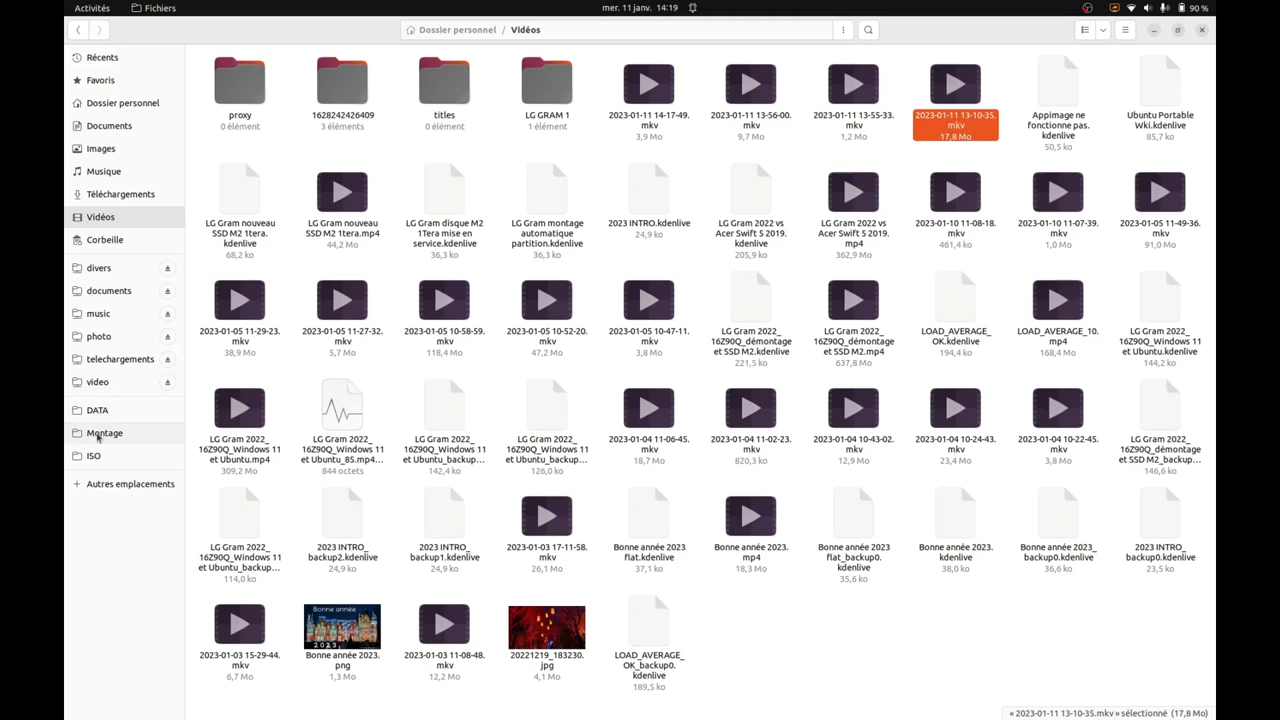 Activités
Fichiers
mer. 11 janv. 14:19
90 %
Dossier personnel / Vidéos
Récents
Favoris
Dossier personnel
Documents
Images
Musique
Téléchargements
Vidéos
Corbeille
divers
documents
music
photo
telechargements
video
DATA
Montage
ISO
+ Autres emplacements
proxy
0 élément
1628242426409
3 éléments
titles
0 élément
LG GRAM 1
1 élément
2023-01-11 14-17-49.
mkv
3,9 Mo
2023-01-11 13-56-00.
mkv
9,7 Mo
2023-01-11 13-55-33.
mkv
1,2 Mo
2023-01-11 13-10-35.
mkv
17,8 Mo
Appimage ne
fonctionne pas.
kdenlive
50,5 ko
Ubuntu Portable
Wki.kdenlive
85,7 ko
LG Gram nouveau
SSD M2 1tera.
kdenlive
68,2 ko
LG Gram nouveau
SSD M2 1tera.mp4
44,2 Mo
LG Gram disque M2
1Tera mise en
service.kdenlive
36,3 ko
LG Gram montage
automatique
partition.kdenlive
36,3 ko
2023 INTRO.kdenlive
24,9 ko
LG Gram 2022 vs
Acer Swift 5 2019.
kdenlive
205,9 ko
LG Gram 2022 vs
Acer Swift 5 2019.
mp4
362,9 Mo
2023-01-10 11-08-18.
mkv
461,4 ko
2023-01-10 11-07-39.
mkv
1,0 Mo
2023-01-05 11-49-36.
mkv
91,0 Mo
2023-01-05 11-29-23.
mkv
38,9 Mo
2023-01-05 11-27-32.
mkv
5,7 Mo
2023-01-05 10-58-59.
mkv
118,4 Mo
2023-01-05 10-52-20.
mkv
47,2 Mo
2023-01-05 10-47-11.
mkv
3,8 Mo
LG Gram 2022_
16Z90Q_démontage
et SSD M2.kdenlive
221,5 ko
LG Gram 2022_
16Z90Q_démontage
et SSD M2.mp4
637,8 Mo
LOAD_AVERAGE_
OK.kdenlive
194,4 ko
LOAD_AVERAGE_10.
mp4
168,4 Mo
LG Gram 2022_
16Z90Q_Windows 11
et Ubuntu.kdenlive
144,2 ko
LG Gram 2022_
16Z90Q_Windows 11
et Ubuntu.mp4
309,2 Mo
LG Gram 2022_
16Z90Q_Windows 11
et Ubuntu_85.mp4...
844 octets
LG Gram 2022_
16Z90Q_Windows 11
et Ubuntu_backup...
142,4 ko
LG Gram 2022_
16Z90Q_Windows 11
et Ubuntu_backup...
126,0 ko
2023-01-04 11-06-45.
mkv
18,7 Mo
2023-01-04 11-02-23.
mkv
820,3 ko
2023-01-04 10-43-02.
mkv
12,9 Mo
2023-01-04 10-24-43.
mkv
23,4 Mo
2023-01-04 10-22-45.
mkv
3,8 Mo
LG Gram 2022_
16Z90Q_démontage
et SSD M2_backup...
146,6 ko
LG Gram 2022_
16Z90Q_Windows 11
et Ubuntu_backup...
114,0 ko
2023 INTRO_
backup2.kdenlive
24,9 ko
2023 INTRO_
backup1.kdenlive
24,9 ko
2023-01-03 17-11-58.
mkv
26,1 Mo
Bonne année 2023
flat.kdenlive
37,1 ko
Bonne année 2023.
mp4
18,3 Mo
Bonne année 2023
flat_backup0.
kdenlive
35,6 ko
Bonne année 2023.
kdenlive
38,0 ko
Bonne année 2023_
backup0.kdenlive
36,6 ko
2023 INTRO_
backup0.kdenlive
23,5 ko
2023-01-03 15-29-44.
mkv
6,7 Mo
Bonne année
2023
Bonne année 2023.
png
1,3 Mo
2023-01-03 11-08-48.
mkv
12,2 Mo
20221219_183230.
jpg
4,1 Mo
LOAD_AVERAGE_
OK_backup0.
kdenlive
189,5 ko
« 2023-01-11 13-10-35.mkv » sélectionné (17,8 Mo)